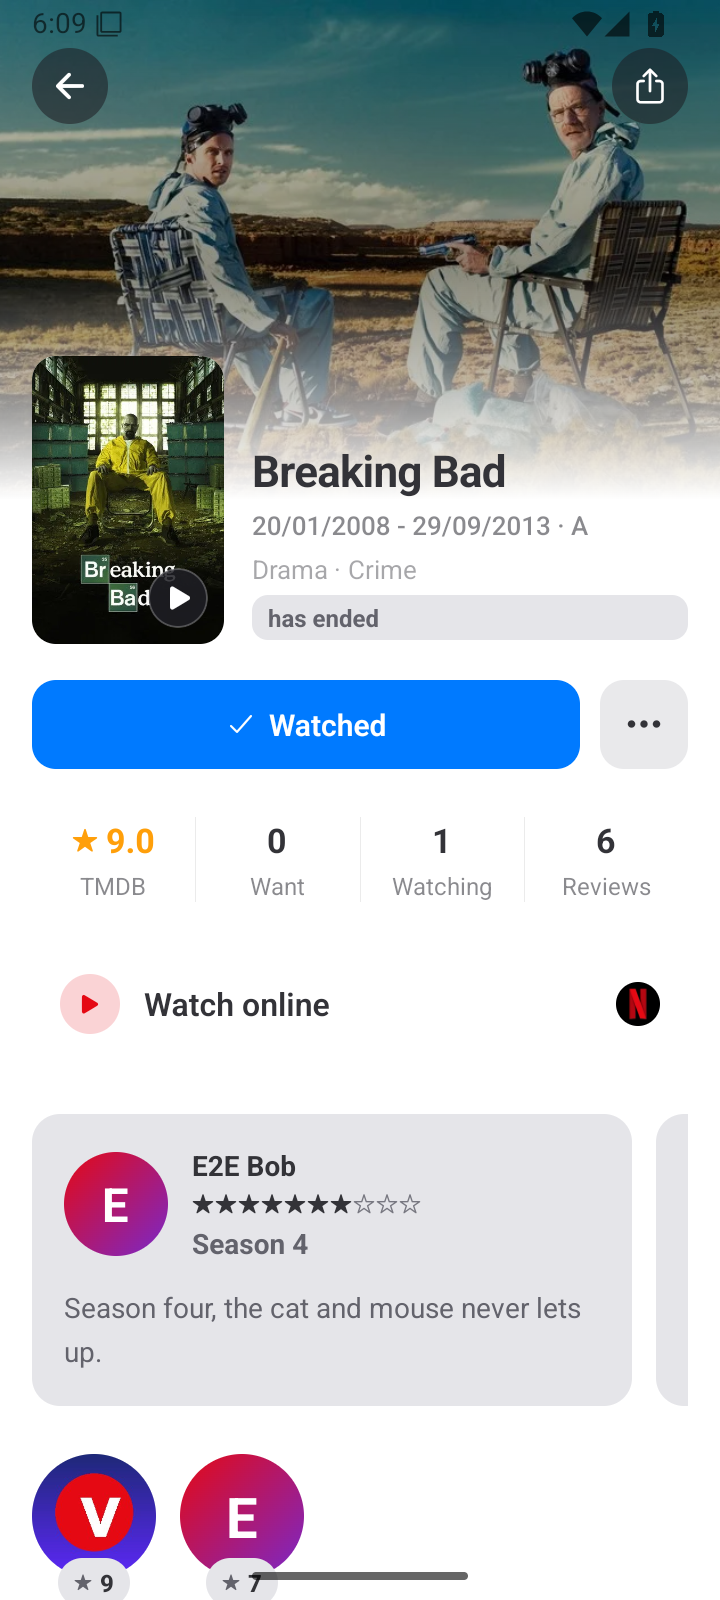 6:09
Breaking
Bad
Breaking Bad
20/01/2008 - 29/09/2013 · A
Drama · Crime
has ended
Watched
9.0
TMDB
0
Want
1
Watching
6
Reviews
Watch online
N
E
E2E Bob
Season 4
Season four, the cat and mouse never lets
up.
V
E
9
7